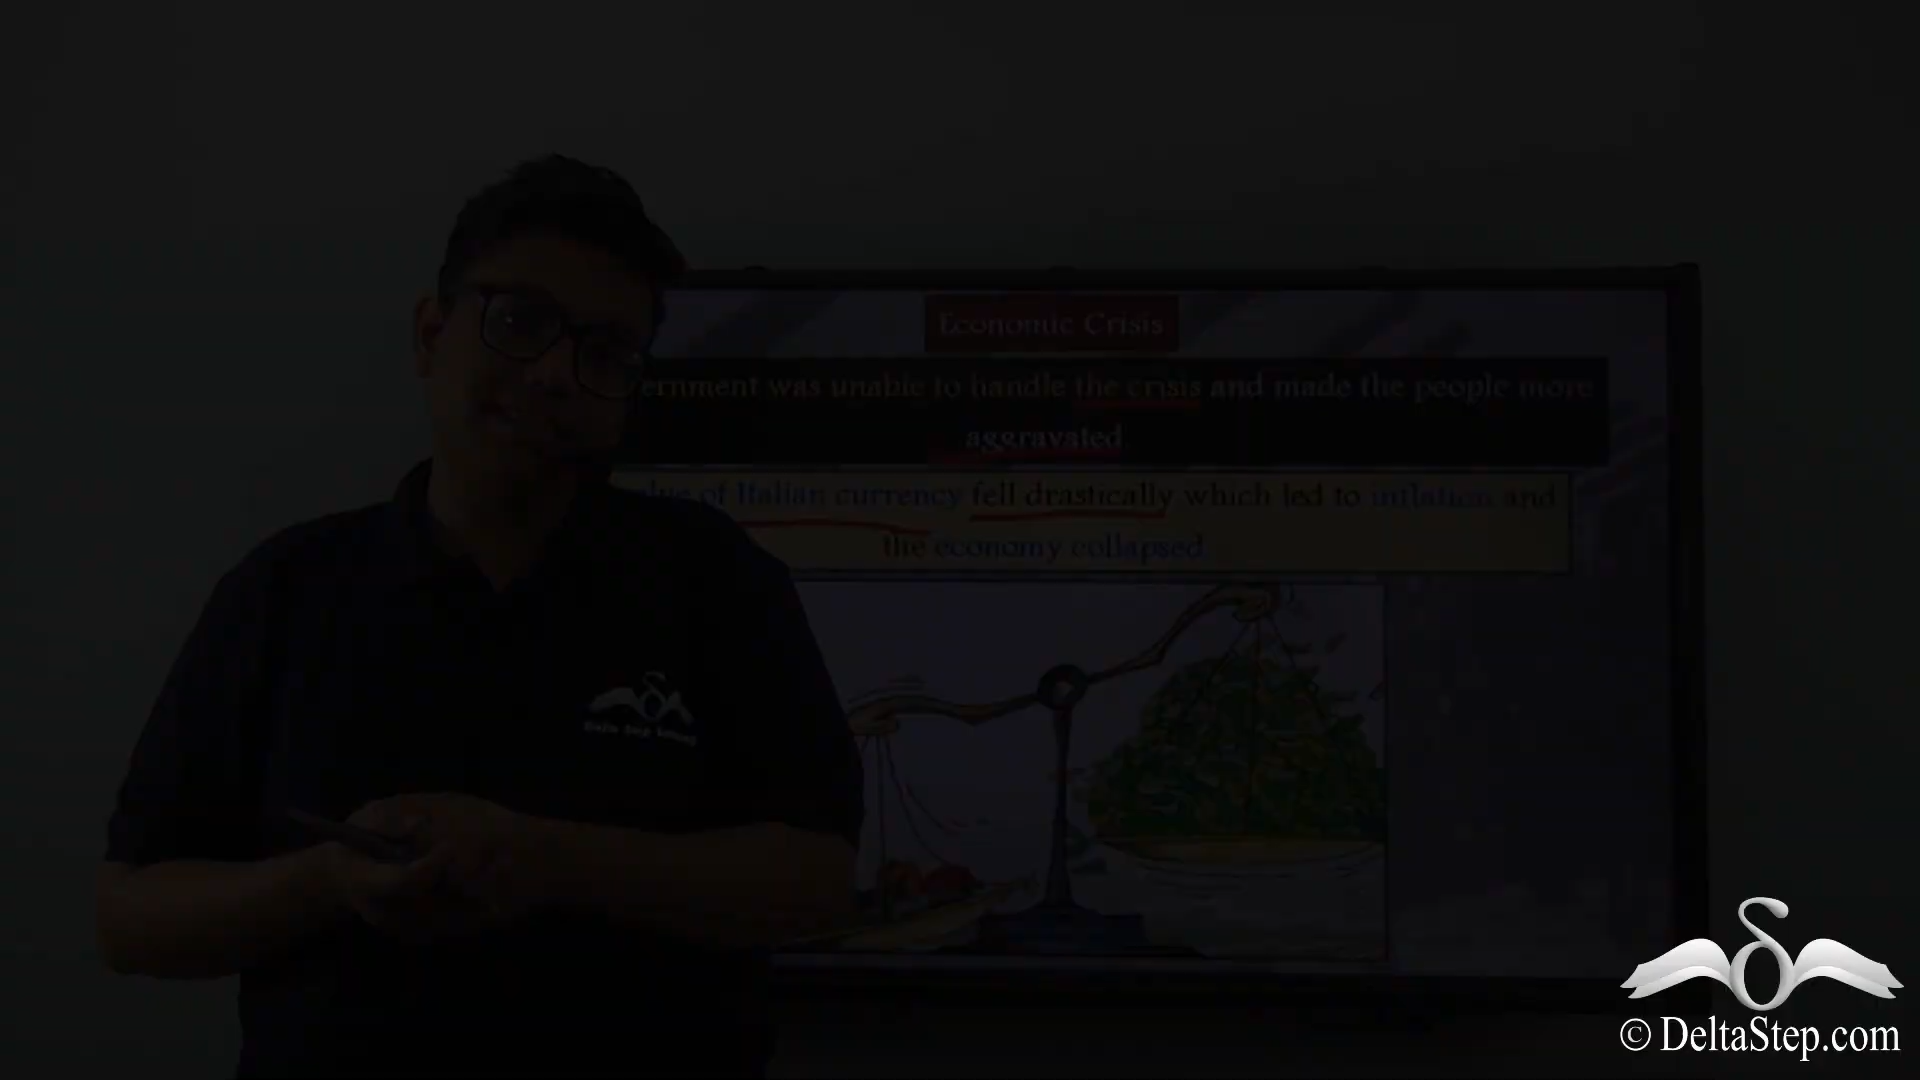 Economic Crisis
ernment was unable to handle the crisis and made the people more
aggravated
alue of Italian currency fell drastically which led to inflation and
the economy collapsed
© DeltaStep.com